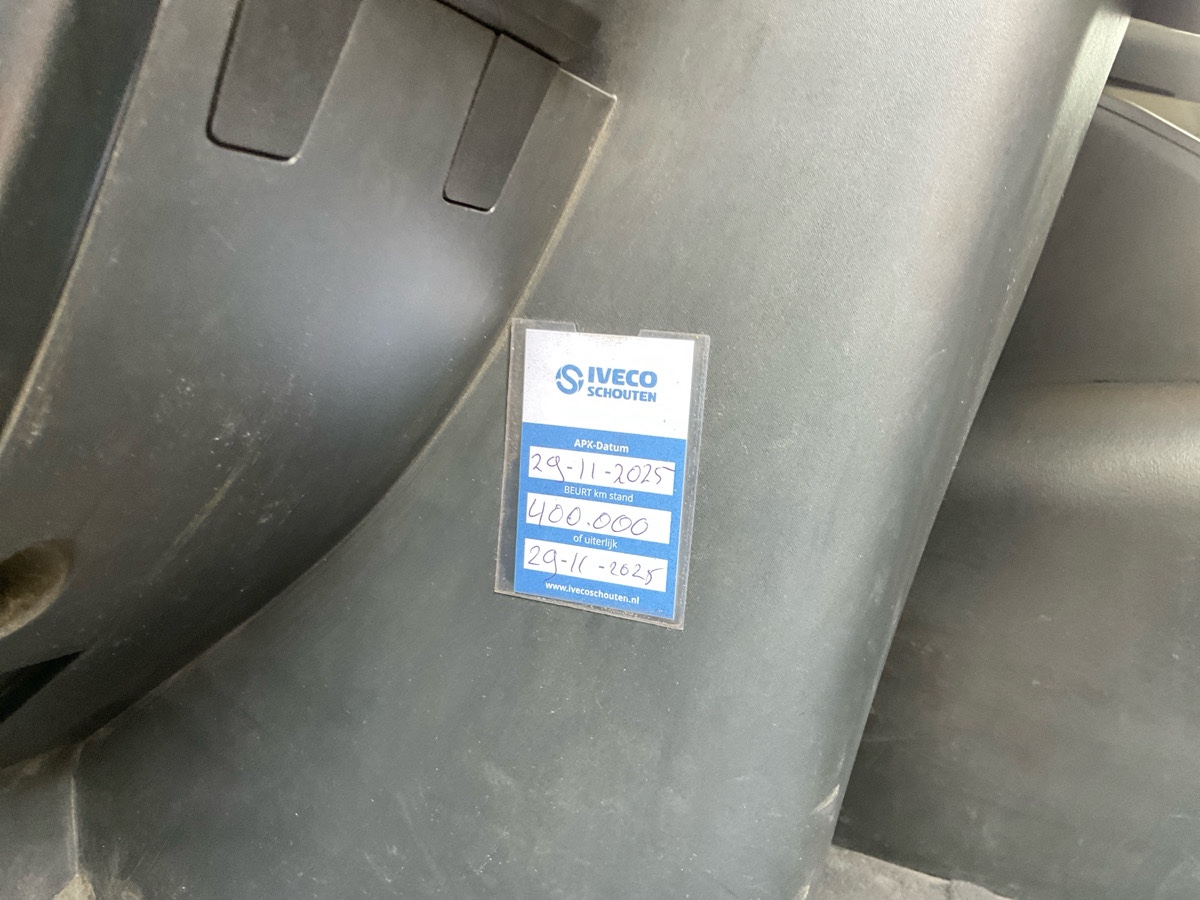 IVECO
SCHOUTEN
APK-Datum
29-11-2025
BEURT km stand
400.000
of uiterlijk
29-11-2025
www.ivecoschouten.nl